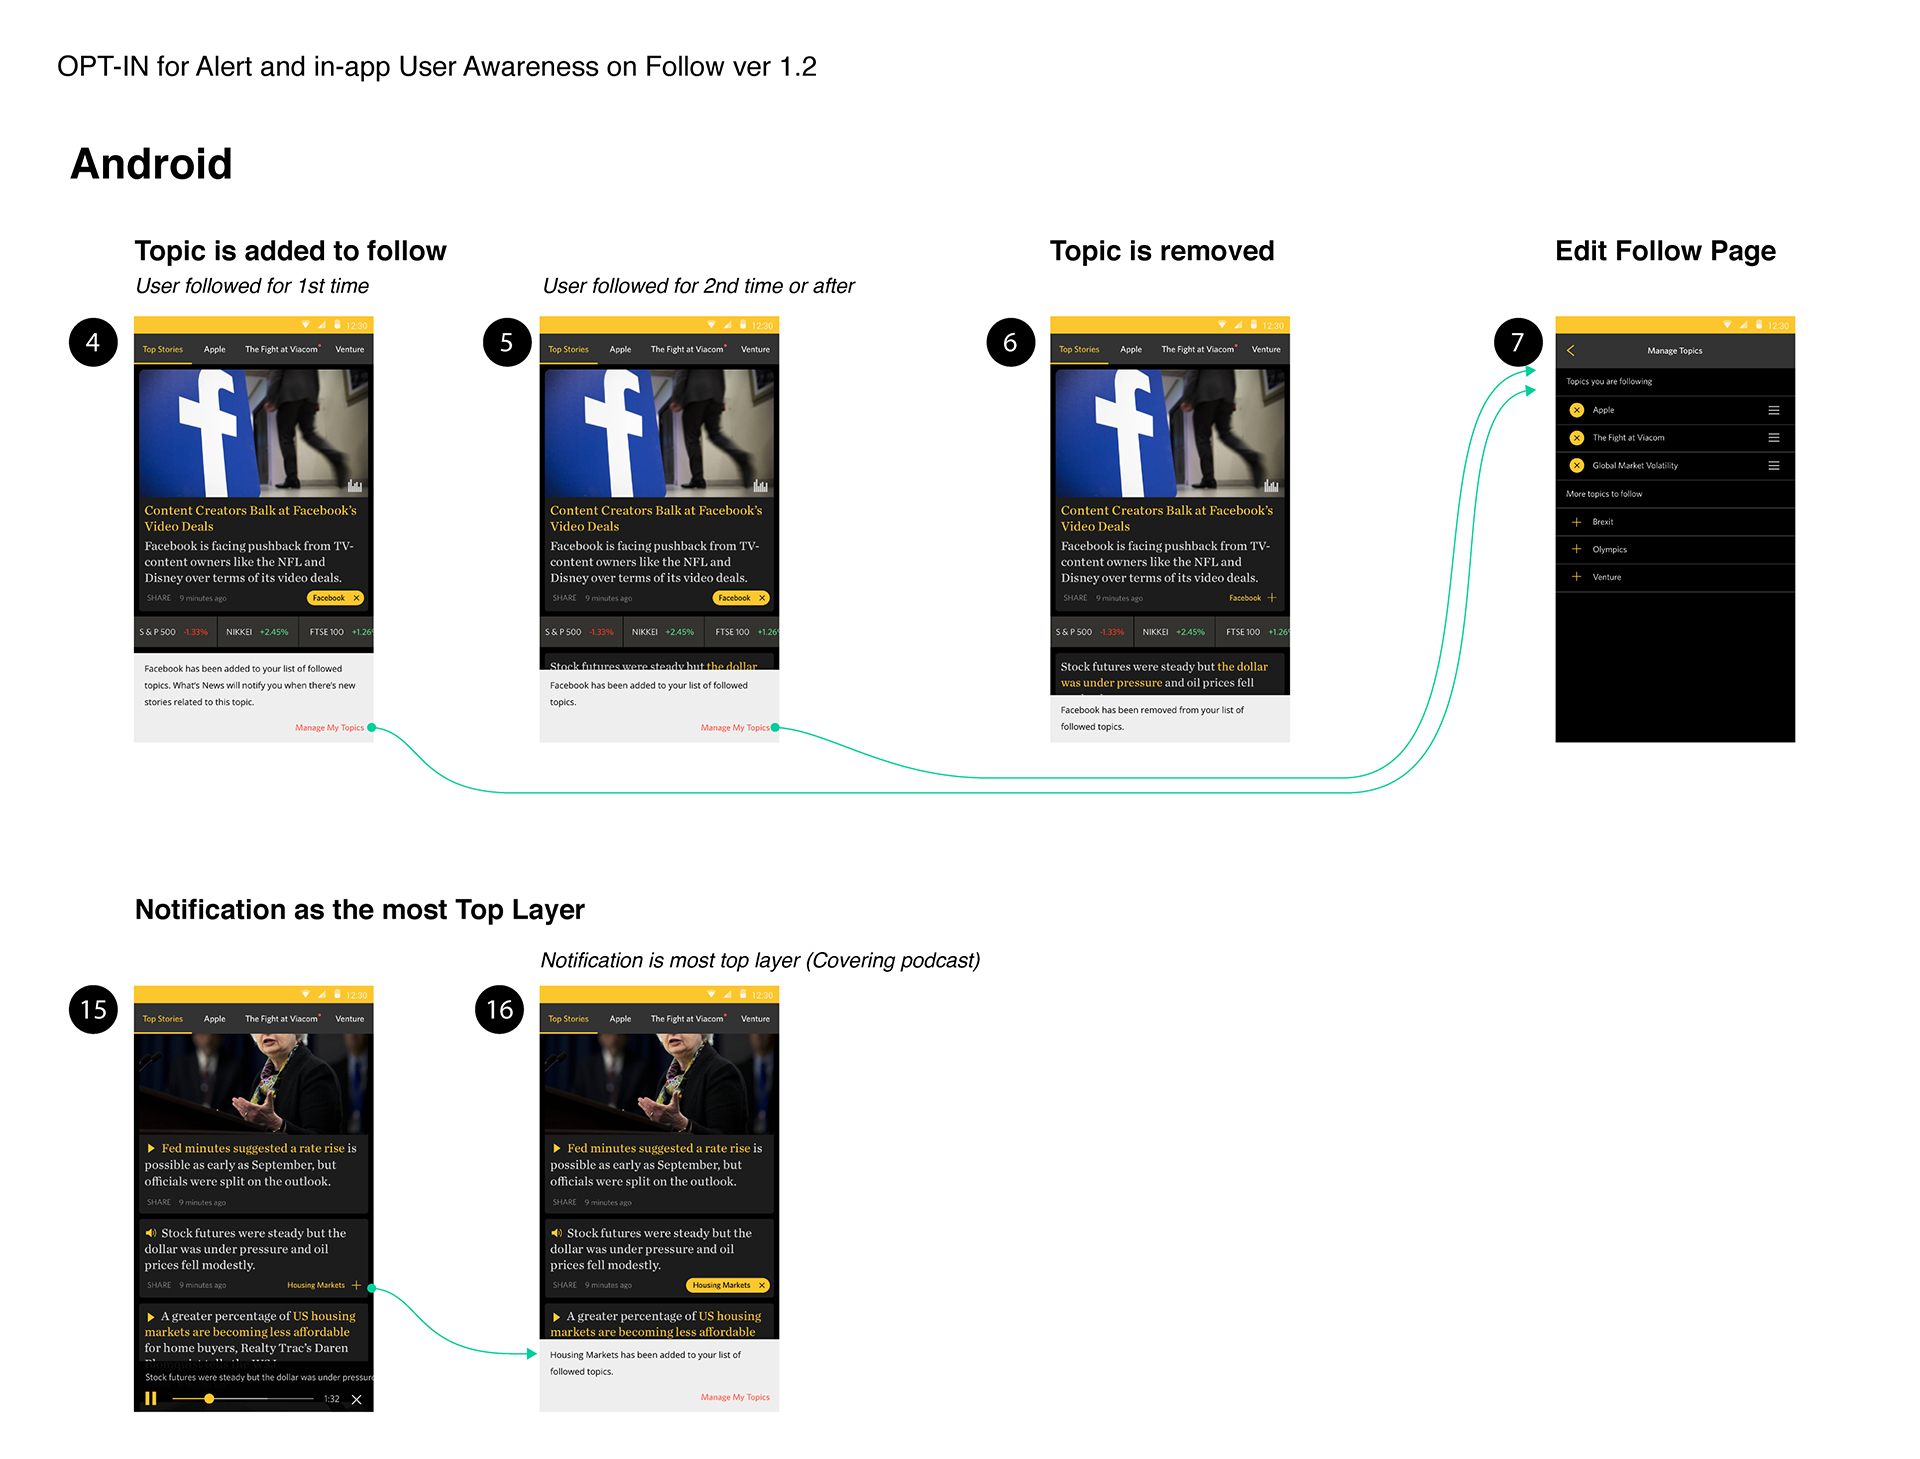 OPT-IN for Alert and in-app User Awareness on Follow ver 1.2
Android
Topic is added to follow
User followed for 1st time
User followed for 2nd time or after
Topic is removed
Edit Follow Page
4
12:30
Top Stories Apple The Fight at Viacom Venture
Content Creators Balk at Facebook's
Video Deals
Facebook is facing pushback from TV-
content owners like the NFL and
Disney over terms of its video deals.
SHARE 9 minutes ago Facebook ×
S & P 500 -1.33% NIKKEI +2.45% FTSE 100 +1.26%
Facebook has been added to your list of followed
topics. What's News will notify you when there's new
stories related to this topic.
Manage My Topics
5
12:30
Top Stories Apple The Fight at Viacom Venture
Content Creators Balk at Facebook's
Video Deals
Facebook is facing pushback from TV-
content owners like the NFL and
Disney over terms of its video deals.
SHARE 9 minutes ago Facebook ×
S & P 500 -1.33% NIKKEI +2.45% FTSE 100 +1.26
Stock futures were steady but the dollar
Facebook has been added to your list of followed
topics.
Manage My Topics
6
12:30
Top Stories Apple The Fight at Viacom Venture
Content Creators Balk at Facebook's
Video Deals
Facebook is facing pushback from TV-
content owners like the NFL and
Disney over terms of its video deals.
SHARE 9 minutes ago Facebook +
S & P 500 -1.33% NIKKEI +2.45% FTSE 100 +1.26%
Stock futures were steady but the dollar
was under pressure and oil prices fell
Facebook has been removed from your list of
followed topics.
7
12:30
Manage Topics
Topics you are following
Apple
The Fight at Viacom
Global Market Volatility
More topics to follow
+ Brexit
+ Olympics
+ Venture
Notification as the most Top Layer
Notification is most top layer (Covering podcast)
15
12:30
Top Stories Apple The Fight at Viacom Venture
Fed minutes suggested a rate rise is
possible as early as September, but
officials were split on the outlook.
SHARE 9 minutes ago
Stock futures were steady but the
dollar was under pressure and oil
prices fell modestly.
SHARE 9 minutes ago Housing Markets +
A greater percentage of US housing
markets are becoming less affordable
for home buyers, Realty Trac's Daren
Blomquist tells the WSJ
Stock futures were steady but the dollar was under pressure
1:32 ×
16
12:30
Top Stories Apple The Fight at Viacom Venture
Fed minutes suggested a rate rise is
possible as early as September, but
officials were split on the outlook.
SHARE 9 minutes ago
Stock futures were steady but the
dollar was under pressure and oil
prices fell modestly.
SHARE 9 minutes ago Housing Markets ×
A greater percentage of US housing
markets are becoming less affordable
Housing Markets has been added to your list of
followed topics.
Manage My Topics